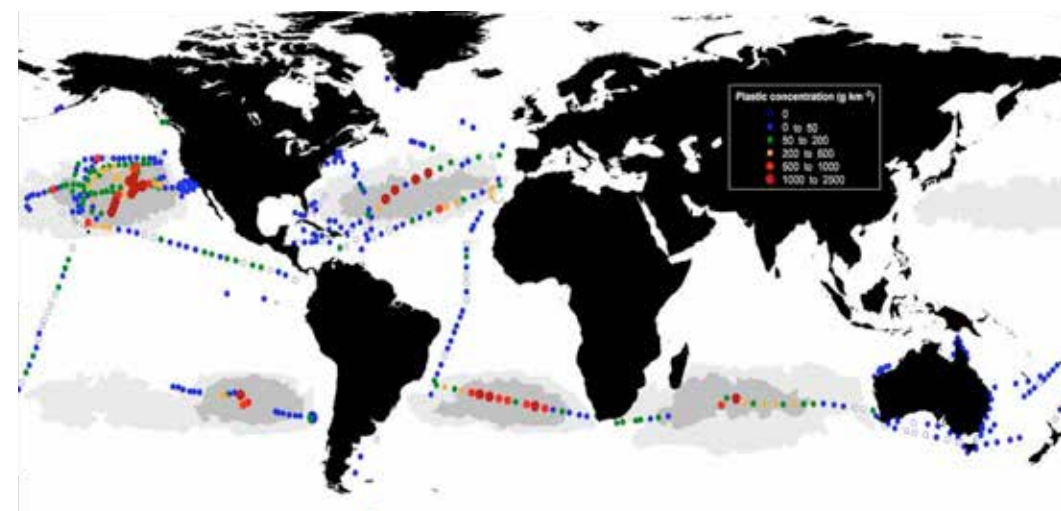 Plastic concentration (g km⁻²)
0
0 to 50
50 to 200
200 to 500
500 to 1000
1000 to 2500